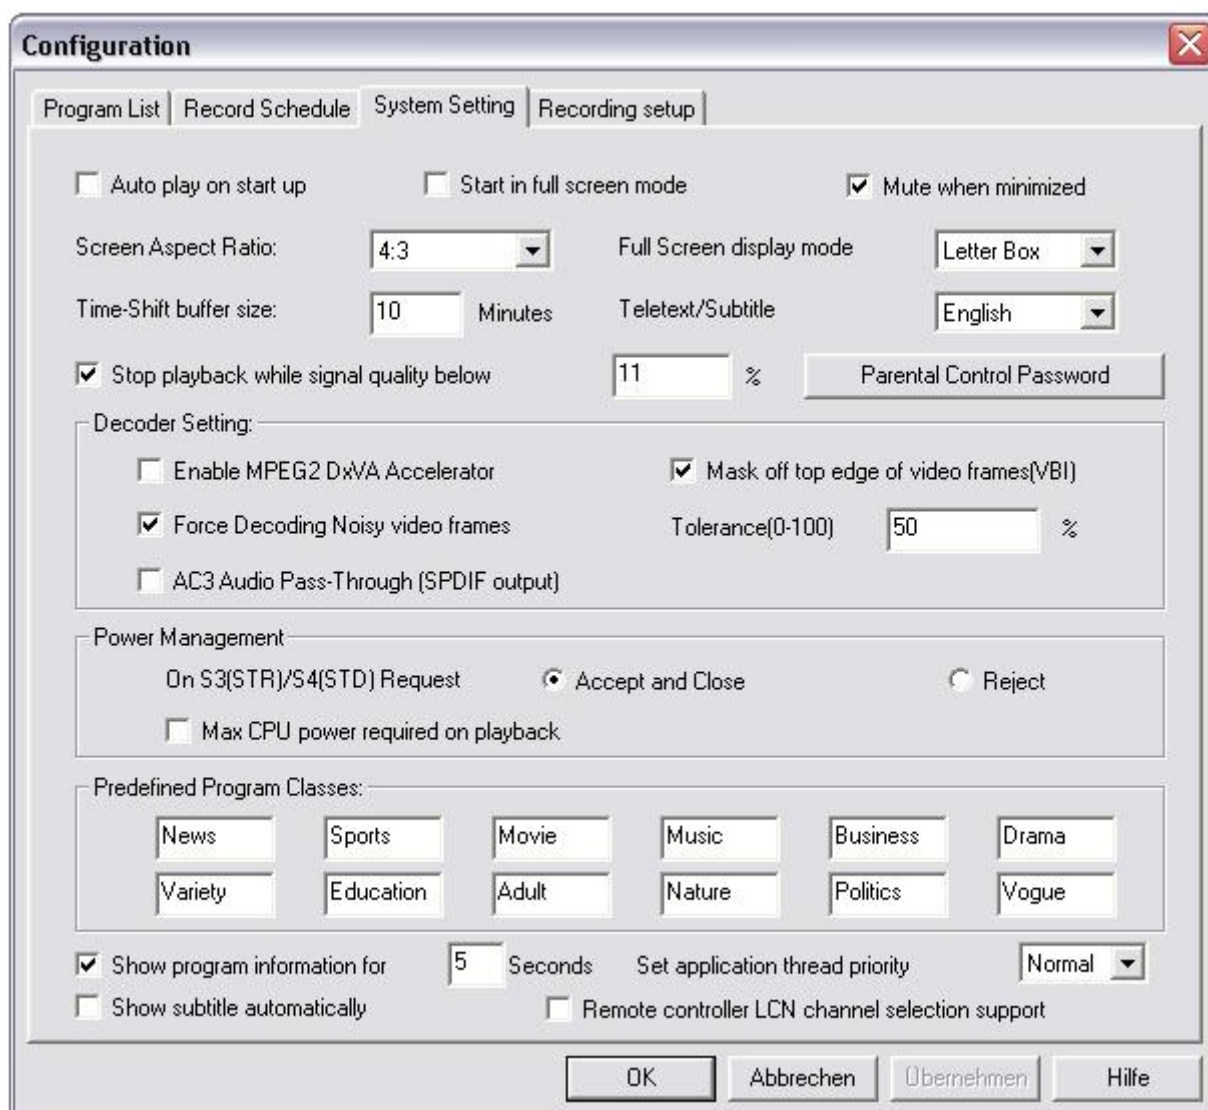 Configuration
Program List Record Schedule System Setting Recording setup
Auto play on start up Start in full screen mode Mute when minimized
Screen Aspect Ratio: 4:3 Full Screen display mode Letter Box
Time-Shift buffer size: 10 Minutes Teletext/Subtitle English
Stop playback while signal quality below 11 % Parental Control Password
Decoder Setting:
Enable MPEG2 DxVA Accelerator Mask off top edge of video frames(VBI)
Force Decoding Noisy video frames Tolerance(0-100) 50 %
AC3 Audio Pass-Through (SPDIF output)
Power Management
On S3(STR)/S4(STD) Request Accept and Close Reject
Max CPU power required on playback
Predefined Program Classes:
News Sports Movie Music Business Drama
Variety Education Adult Nature Politics Vogue
Show program information for 5 Seconds Set application thread priority Normal
Show subtitle automatically Remote controller LCN channel selection support
OK Abbrechen Übernehmen Hilfe